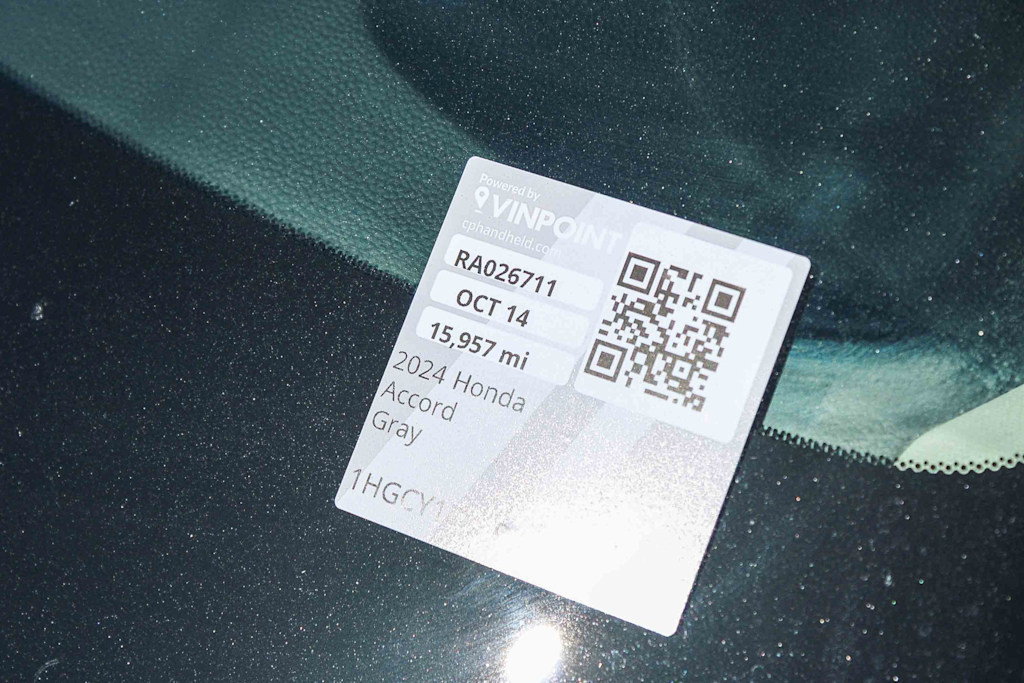 Powered by
VINPOINT
cphandheld.com
RA026711
OCT 14
15,957 mi
2024 Honda
Accord
Gray
1HGCY1